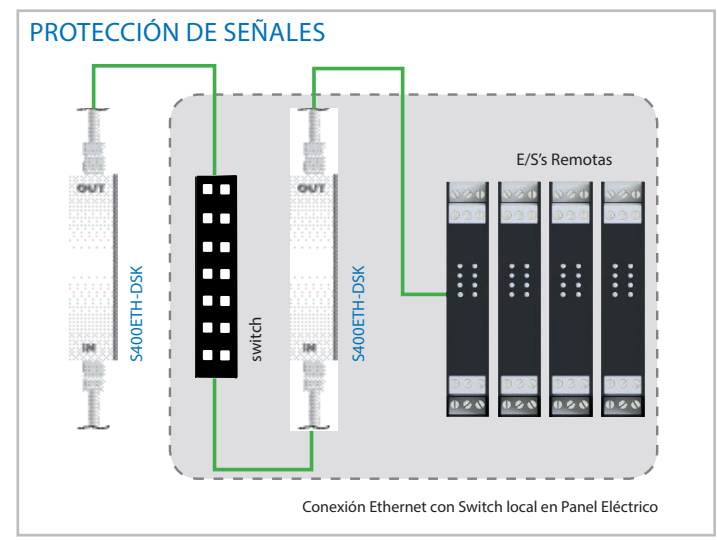 PROTECCIÓN DE SEÑALES
E/S's Remotas
OUT
OUT
S400ETH-DSK
switch
S400ETH-DSK
IN
IN
Conexión Ethernet con Switch local en Panel Eléctrico